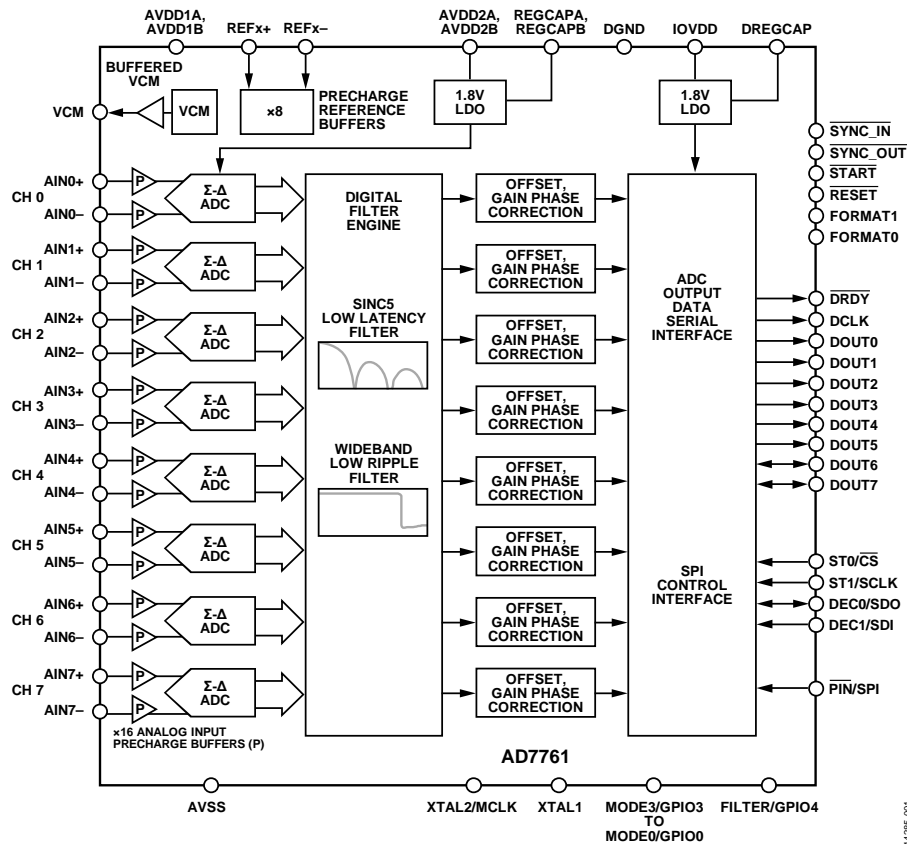 AVDD1A,
AVDD1B
REFx+
REFx–
AVDD2A,
AVDD2B
REGCAPA,
REGCAPB
DGND
IOVDD
DREGCAP
BUFFERED
VCM
VCM
VCM
×8
PRECHARGE
REFERENCE
BUFFERS
1.8V
LDO
1.8V
LDO
SYNC_IN
SYNC_OUT
START
RESET
FORMAT1
FORMAT0
CH 0
AIN0+
AIN0–
P
P
Σ-Δ
ADC
CH 1
AIN1+
AIN1–
P
P
Σ-Δ
ADC
CH 2
AIN2+
AIN2–
P
P
Σ-Δ
ADC
CH 3
AIN3+
AIN3–
P
P
Σ-Δ
ADC
CH 4
AIN4+
AIN4–
P
P
Σ-Δ
ADC
CH 5
AIN5+
AIN5–
P
P
Σ-Δ
ADC
CH 6
AIN6+
AIN6–
P
P
Σ-Δ
ADC
CH 7
AIN7+
AIN7–
P
P
Σ-Δ
ADC
×16 ANALOG INPUT
PRECHARGE BUFFERS (P)
DIGITAL
FILTER
ENGINE
SINC5
LOW LATENCY
FILTER
WIDEBAND
LOW RIPPLE
FILTER
OFFSET,
GAIN PHASE
CORRECTION
OFFSET,
GAIN PHASE
CORRECTION
OFFSET,
GAIN PHASE
CORRECTION
OFFSET,
GAIN PHASE
CORRECTION
OFFSET,
GAIN PHASE
CORRECTION
OFFSET,
GAIN PHASE
CORRECTION
OFFSET,
GAIN PHASE
CORRECTION
OFFSET,
GAIN PHASE
CORRECTION
ADC
OUTPUT
DATA
SERIAL
INTERFACE
SPI
CONTROL
INTERFACE
DRDY
DCLK
DOUT0
DOUT1
DOUT2
DOUT3
DOUT4
DOUT5
DOUT6
DOUT7
ST0/CS
ST1/SCLK
DEC0/SDO
DEC1/SDI
PIN/SPI
AD7761
AVSS
XTAL2/MCLK
XTAL1
MODE3/GPIO3
TO
MODE0/GPIO0
FILTER/GPIO4